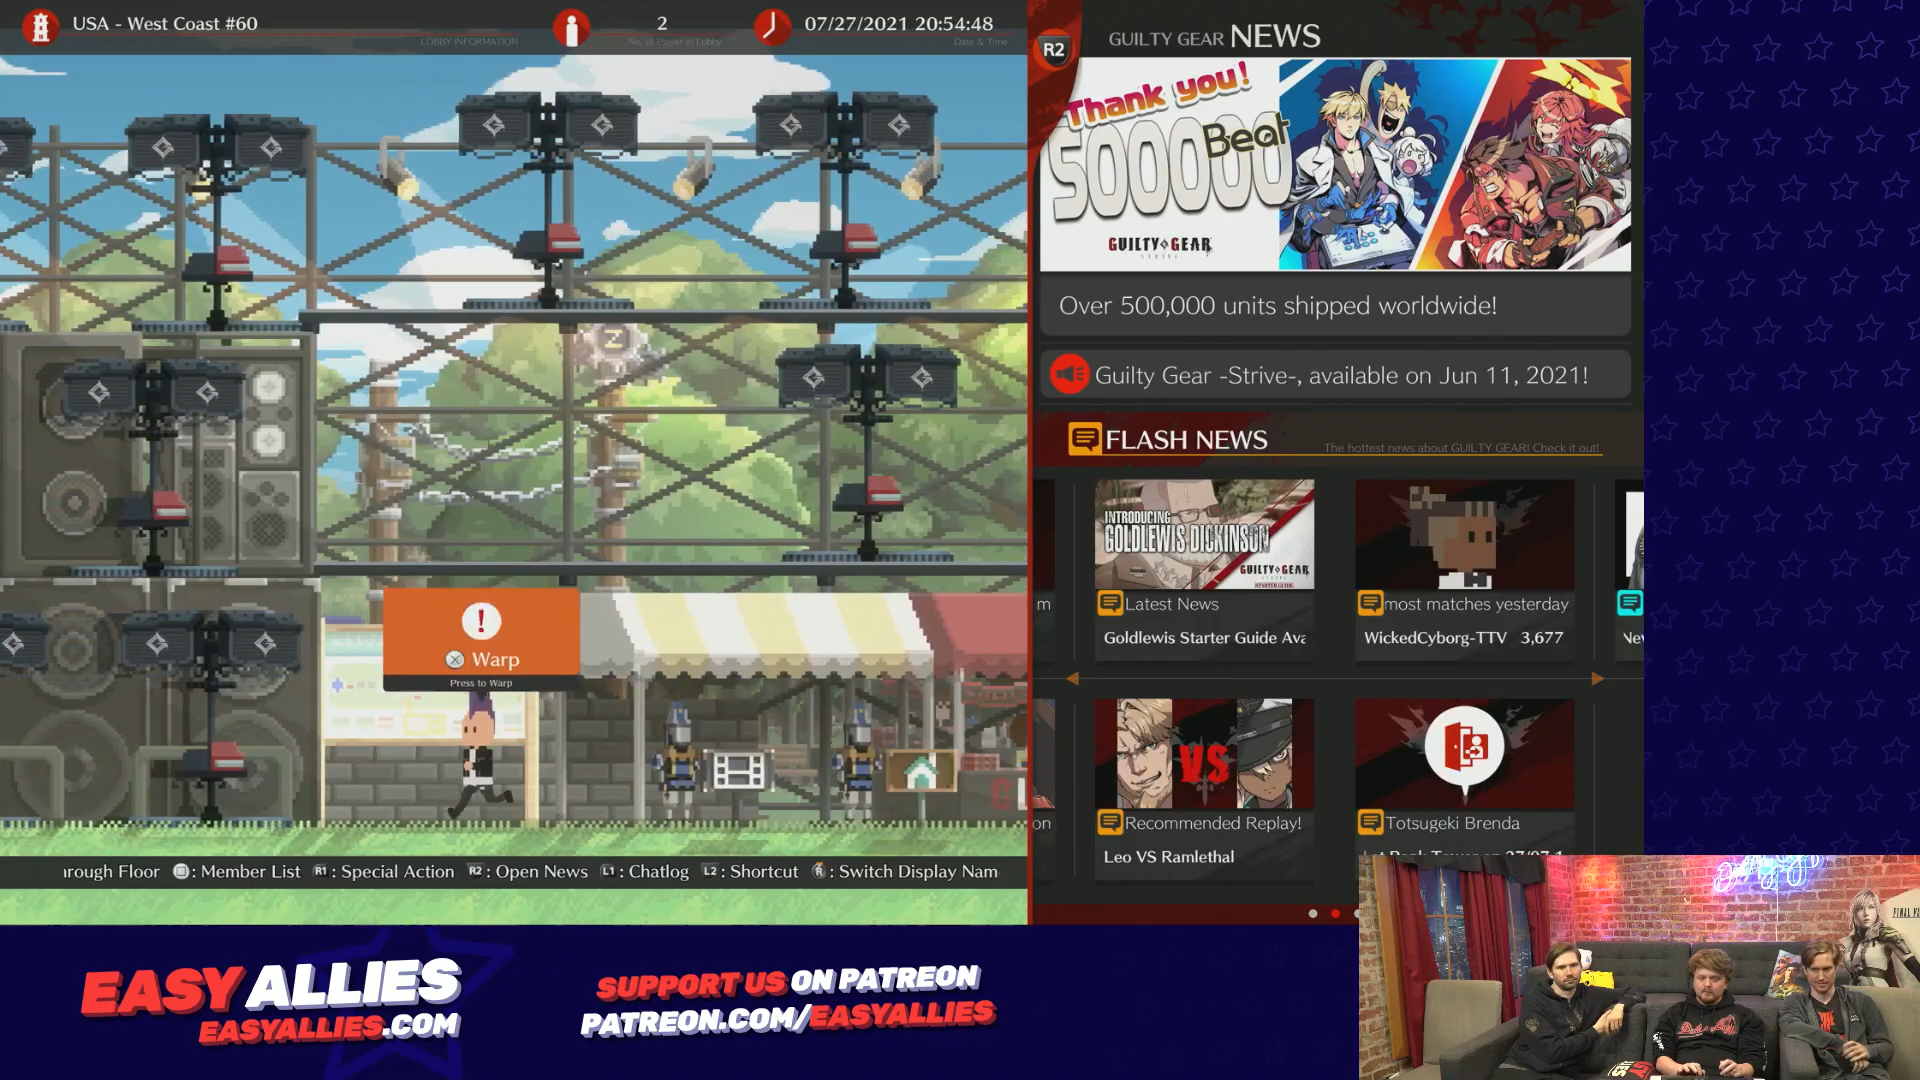 USA - West Coast #60
LOBBY INFORMATION
2
No. of Player in Lobby
07/27/2021 20:54:48
Date & Time
R2
GUILTY GEAR NEWS
Thank you!
500000
Beat
GUILTY GEAR
STRIVE
Over 500,000 units shipped worldwide!
Guilty Gear -Strive-, available on Jun 11, 2021!
FLASH NEWS
The hottest news about GUILTY GEAR! Check it out!
INTRODUCING
GOLDLEWIS DICKINSON
GUILTY GEAR
STARTER GUIDE
Latest News
Goldlewis Starter Guide Ava
most matches yesterday
WickedCyborg-TTV 3,677
VS
Recommended Replay!
Leo VS Ramlethal
Totsugeki Brenda
!
Warp
Press to Warp
rough Floor : Member List R1 : Special Action R2 : Open News L1 : Chatlog L2 : Shortcut R : Switch Display Nam
EASY ALLIES
EASYALLIES.COM
SUPPORT US ON PATREON
PATREON.COM/EASYALLIES